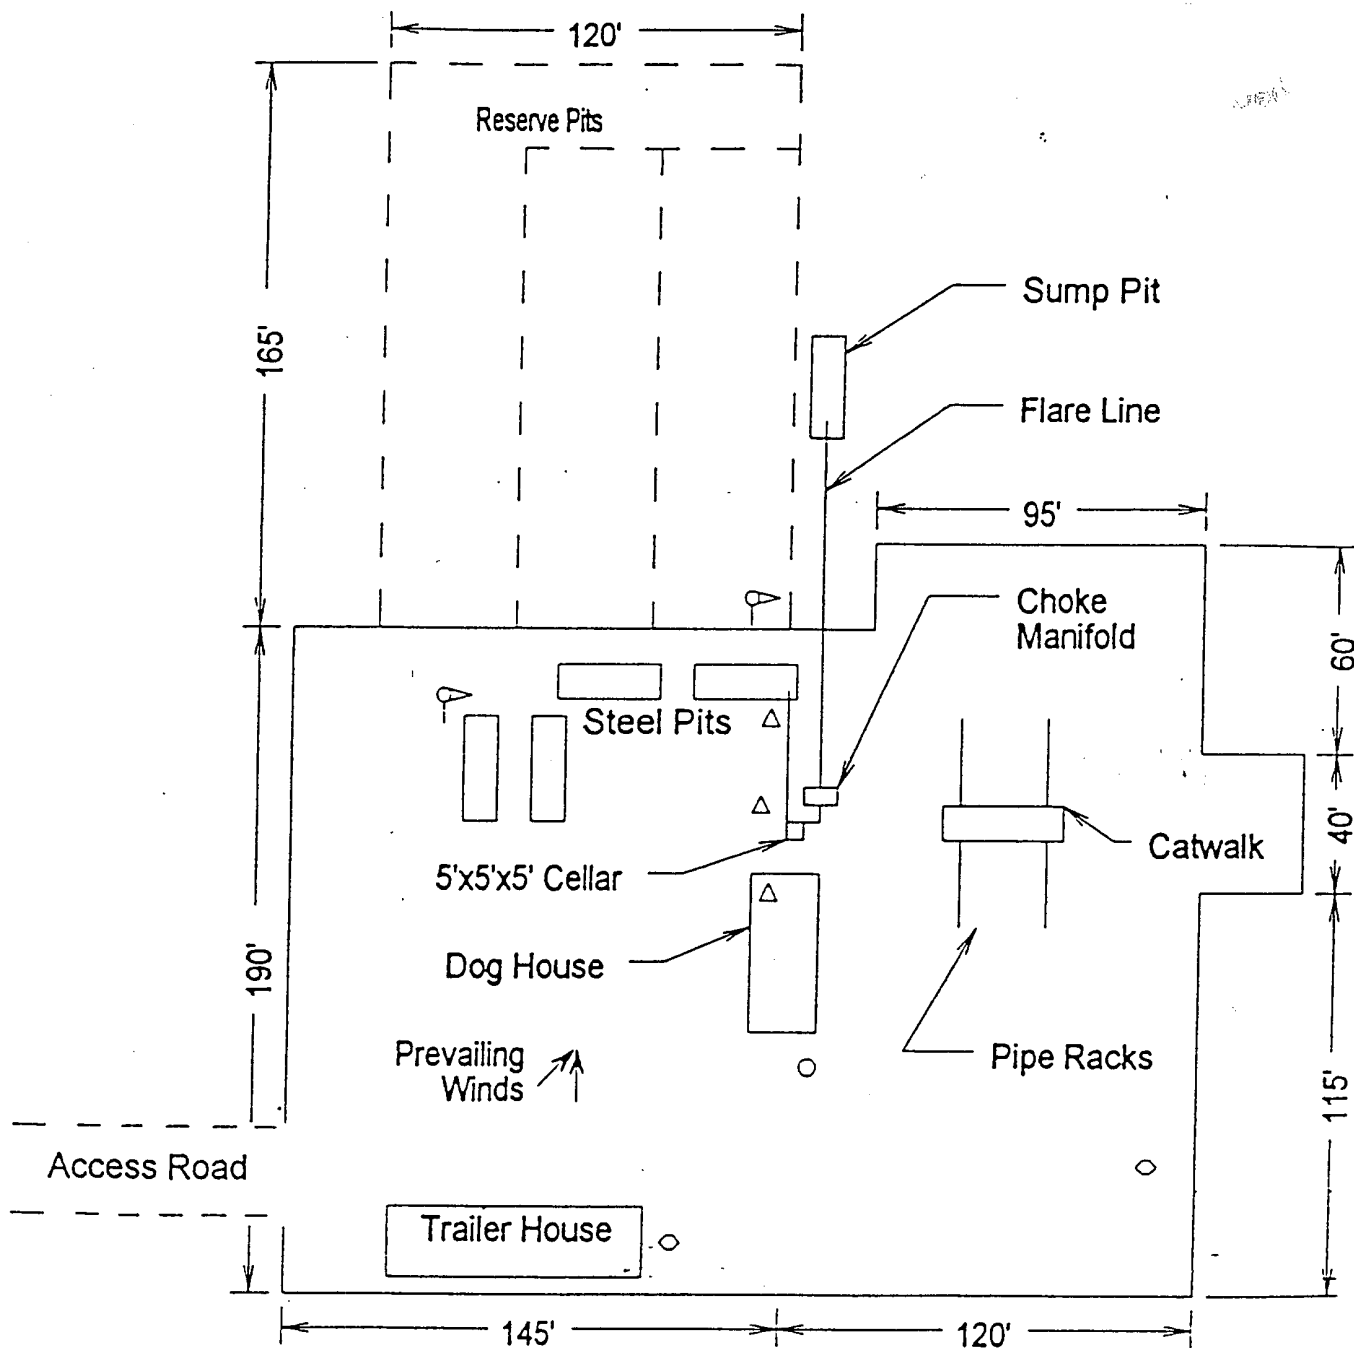 120'
Reserve Pits
165'
Sump Pit
Flare Line
95'
Choke
Manifold
60'
Steel Pits
40'
Catwalk
5'x5'x5' Cellar
190'
Dog House
Prevailing
Winds
Pipe Racks
115'
Access Road
Trailer House
145'
120'